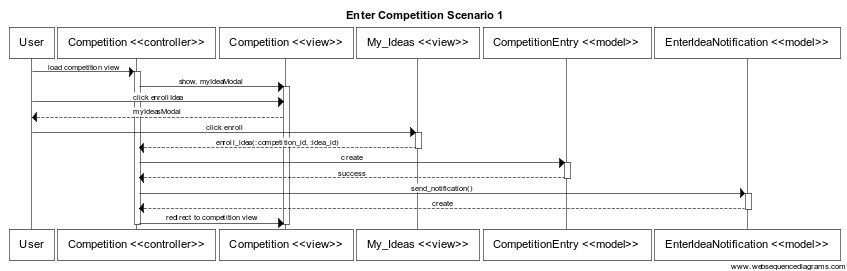 Enter Competition Scenario 1
User
Competition <<controller>>
Competition <<view>>
My_Ideas <<view>>
CompetitionEntry <<model>>
EnterIdeaNotification <<model>>
load competition view
show, myIdeaModal
click enroll Idea
myIdeasModal
click enroll
enroll_idea(:competition_id, :idea_id)
create
success
send_notification()
create
redirect to competition view
User
Competition <<controller>>
Competition <<view>>
My_Ideas <<view>>
CompetitionEntry <<model>>
EnterIdeaNotification <<model>>
www.websequencediagrams.com